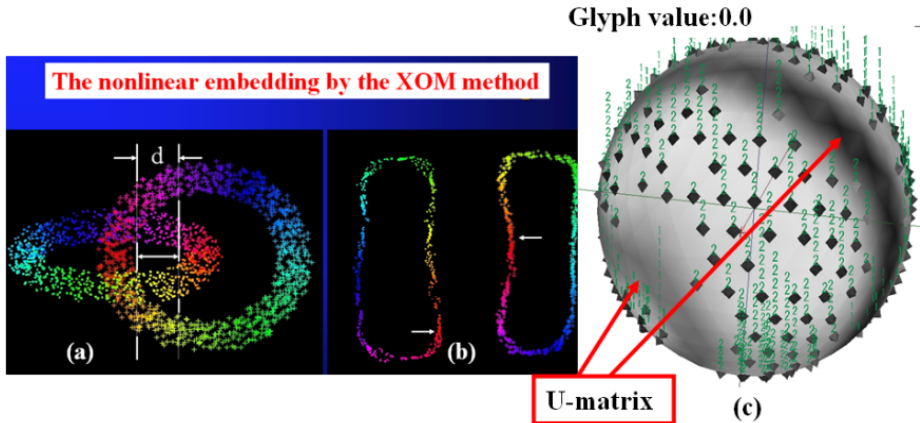 Glyph value:0.0
The nonlinear embedding by the XOM method
d
(a)
(b)
U-matrix
(c)